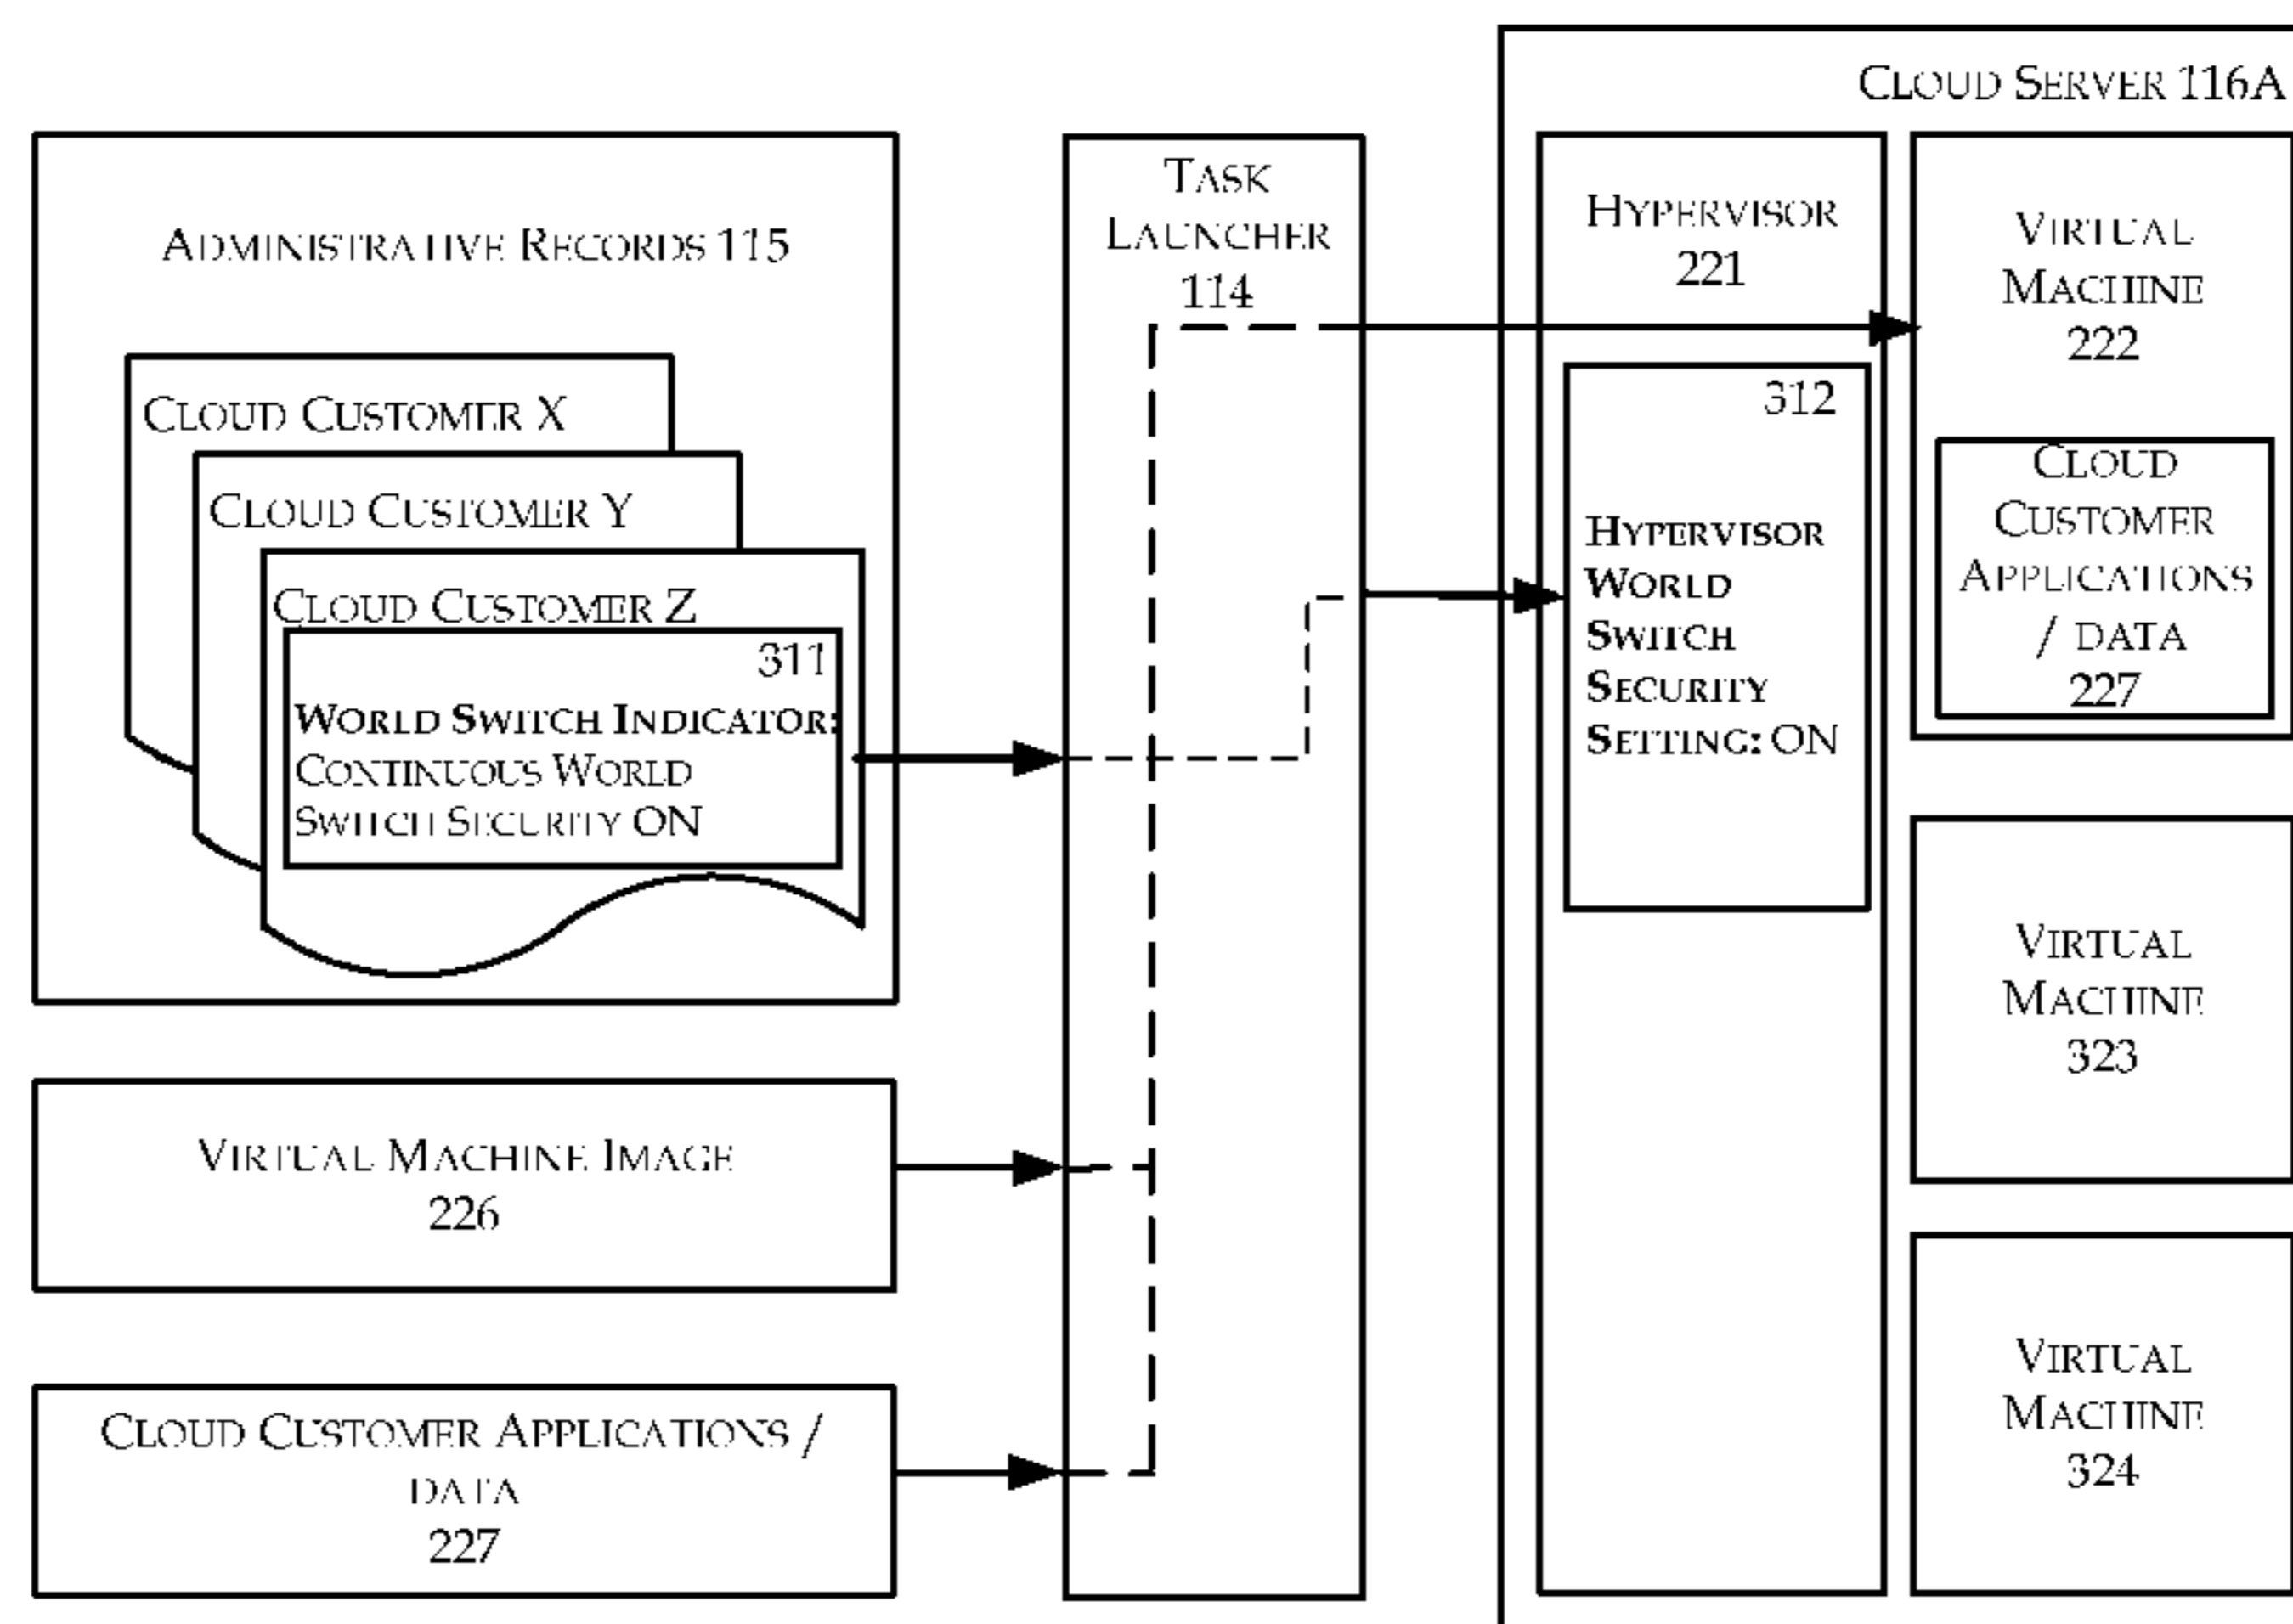 Cloud Server 116A
Administrative Records 115
Cloud Customer X
Cloud Customer Y
Cloud Customer Z
311
World Switch Indicator:
Continuous World
Switch Security ON
Virtual Machine Image
226
Cloud Customer Applications /
data
227
Task
Launcher
114
Hypervisor
221
312
Hypervisor
World
Switch
Security
Setting: ON
Virtual
Machine
222
Cloud
Customer
Applications
/ data
227
Virtual
Machine
323
Virtual
Machine
324